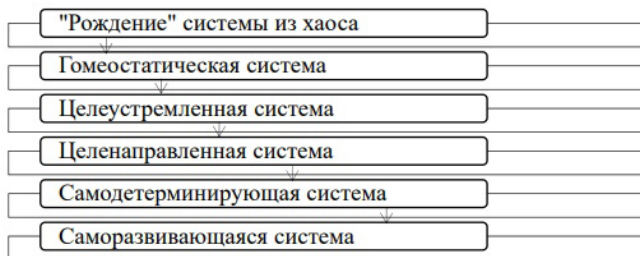 "Рождение" системы из хаоса
Гомеостатическая система
Целеустремленная система
Целенаправленная система
Самодетерминирующая система
Саморазвивающаяся система